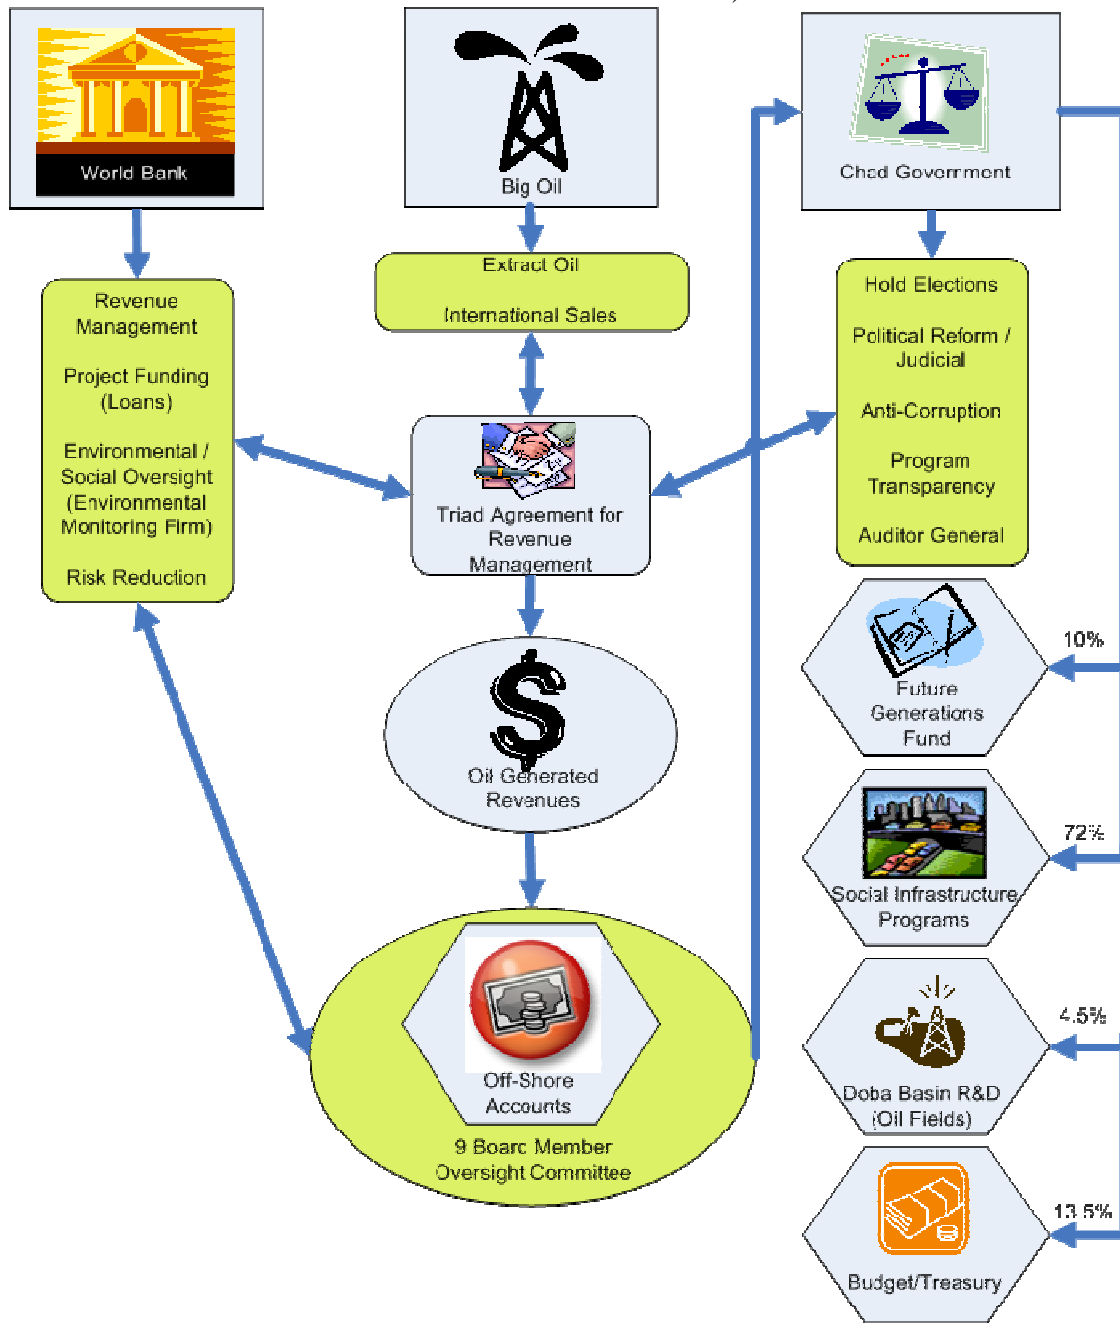 World Bank
Big Oil
Chad Government
Revenue
Management
Project Funding
(Loans)
Environmental /
Social Oversight
(Environmental
Monitoring Firm)
Risk Reduction
Extract Oil
International Sales
Hold Elections
Political Reform /
Judicial
Anti-Corruption
Program
Transparency
Auditor General
Triad Agreement for
Revenue
Management
Oil Generated
Revenues
Off-Shore
Accounts
9 Board Member
Oversight Committee
10%
Future
Generations
Fund
72%
Social Infrastructure
Programs
4.5%
Doba Basin R&D
(Oil Fields)
13.5%
Budget/Treasury